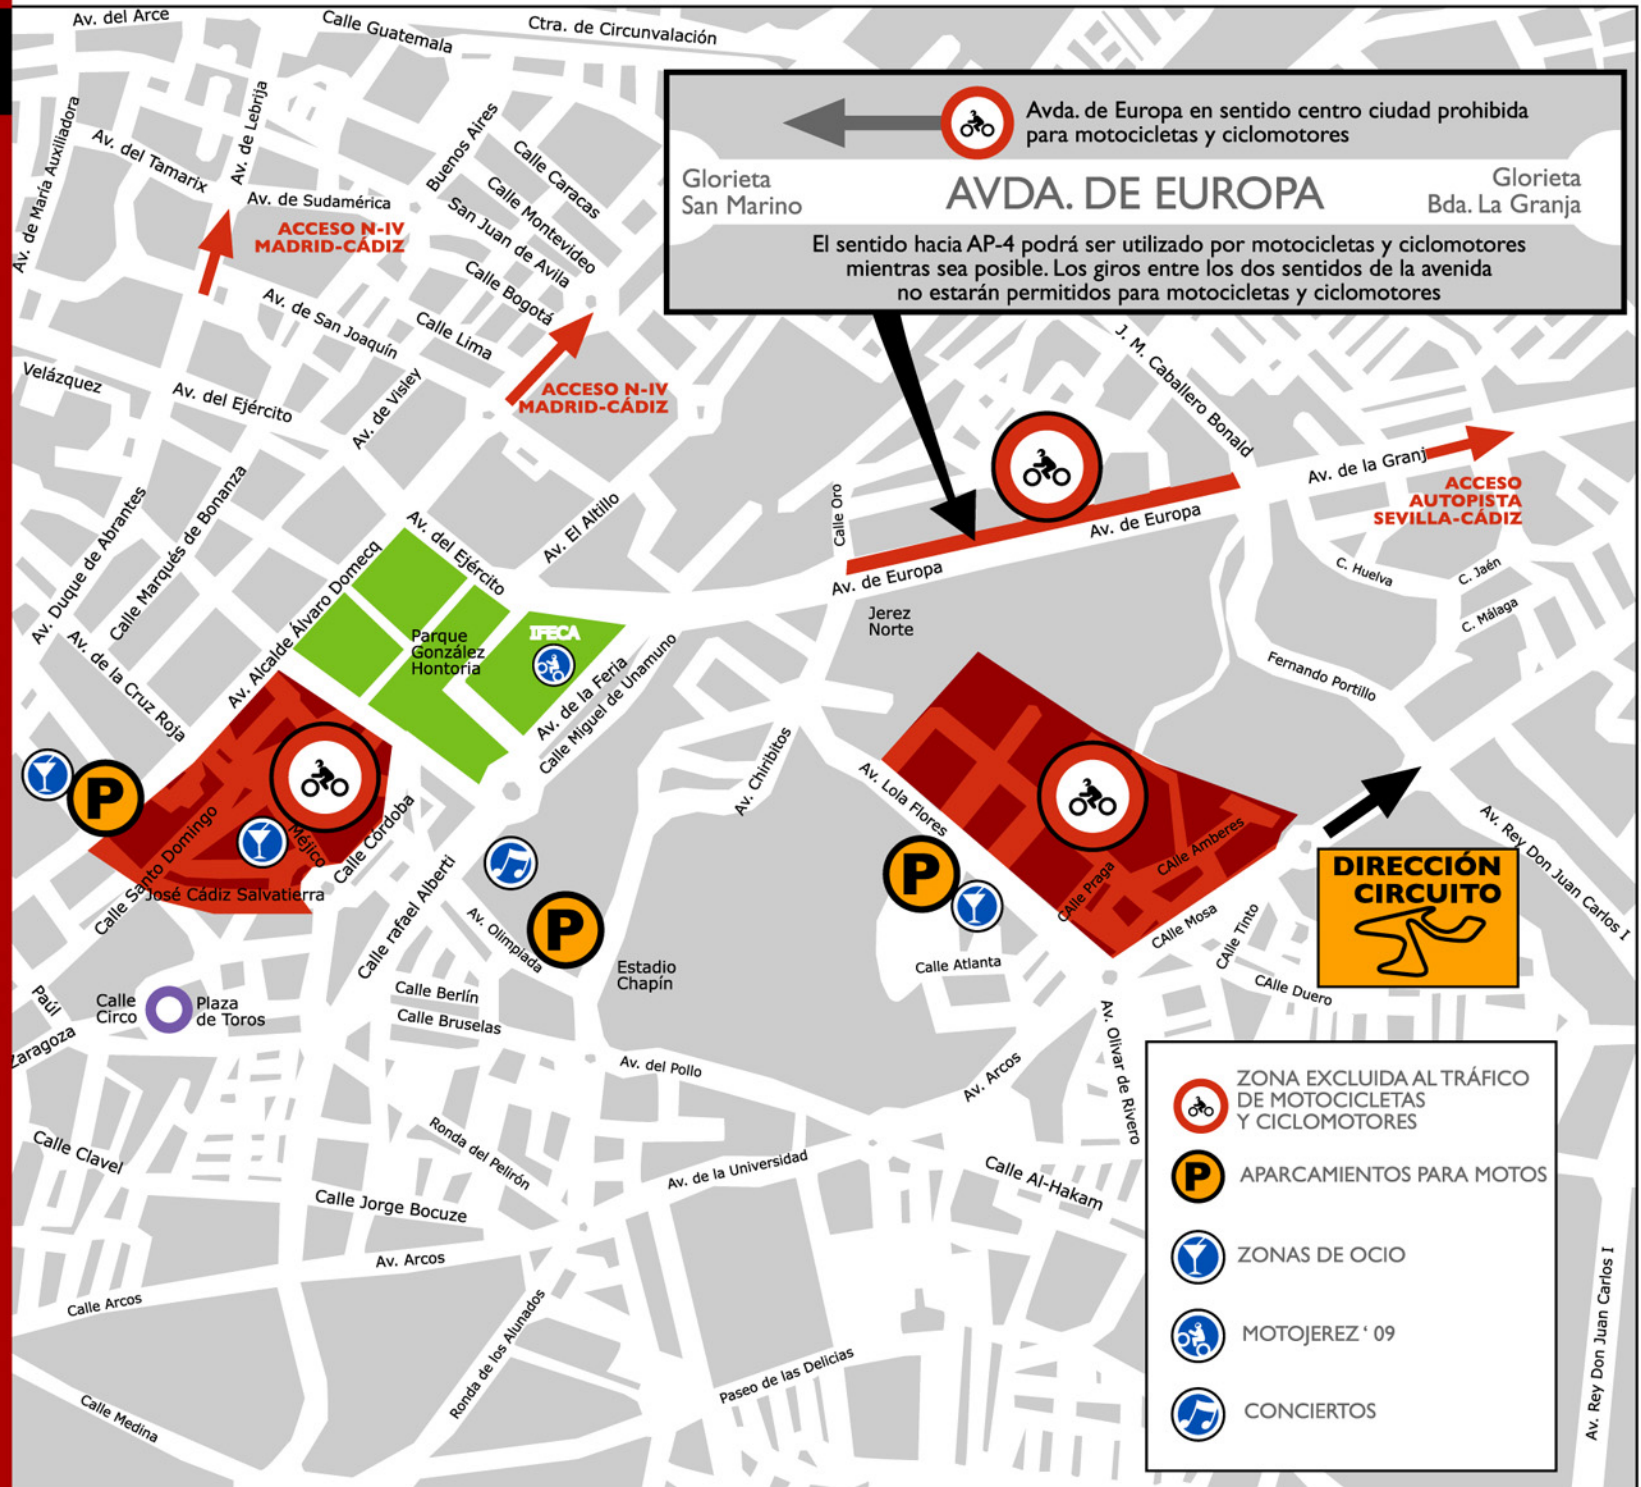 Av. del Arce
Calle Guatemala
Ctra. de Circunvalación
Av. de María Auxiliadora
Av. del Tamarix
Av. de Lebrija
Av. de Sudamérica
Buenos Aires
Calle Caracas
Calle Montevideo
San Juan de Avila
Calle Bogotá
ACCESO N-IV
MADRID-CÁDIZ
Avda. de Europa en sentido centro ciudad prohibida
para motocicletas y ciclomotores
Glorieta
San Marino
AVDA. DE EUROPA
Glorieta
Bda. La Granja
El sentido hacia AP-4 podrá ser utilizado por motocicletas y ciclomotores
mientras sea posible. Los giros entre los dos sentidos de la avenida
no estarán permitidos para motocicletas y ciclomotores
Av. de San Joaquín
Calle Lima
Velázquez
Av. del Ejército
Av. de Visley
ACCESO N-IV
MADRID-CÁDIZ
J. M. Caballero Bonald
Av. de la Granj
ACCESO
AUTOPISTA
SEVILLA-CÁDIZ
Av. Duque de Abrantes
Calle Marqués de Bonanza
Av. Alcalde Álvaro Domecq
Av. del Ejército
Av. El Altillo
Calle Oro
Av. de Europa
Av. de Europa
C. Huelva
C. Jaén
C. Málaga
Jerez
Norte
Av. de la Cruz Roja
Parque
González
Hontoria
IFECA
Av. de la Feria
Calle Miguel de Unamuno
Fernando Portillo
Av. Chiribitos
Av. Lola Flores
P
Calle Santo Domingo
Méjico
José Cádiz Salvatierra
Calle Córdoba
Calle rafael Alberti
Av. Olimpiada
P
Estadio
Chapín
P
Calle Atlanta
CAlle Praga
CAlle Amberes
CAlle Mosa
CAlle Tinto
CAlle Duero
DIRECCIÓN
CIRCUITO
Av. Rey Don Juan Carlos I
Paúl
Zaragoza
Calle
Circo
Plaza
de Toros
Calle Berlín
Calle Bruselas
Av. del Pollo
Av. Arcos
Av. Olivar de Rivero
Calle Clavel
Ronda del Pelirón
Calle Jorge Bocuze
Av. de la Universidad
Calle Al-Hakam
Av. Arcos
Calle Arcos
Ronda de los Alunados
Paseo de las Delicias
Calle Medina
Av. Rey Don Juan Carlos I
ZONA EXCLUIDA AL TRÁFICO
DE MOTOCICLETAS
Y CICLOMOTORES
P
APARCAMIENTOS PARA MOTOS
ZONAS DE OCIO
MOTOJEREZ ‘ 09
CONCIERTOS